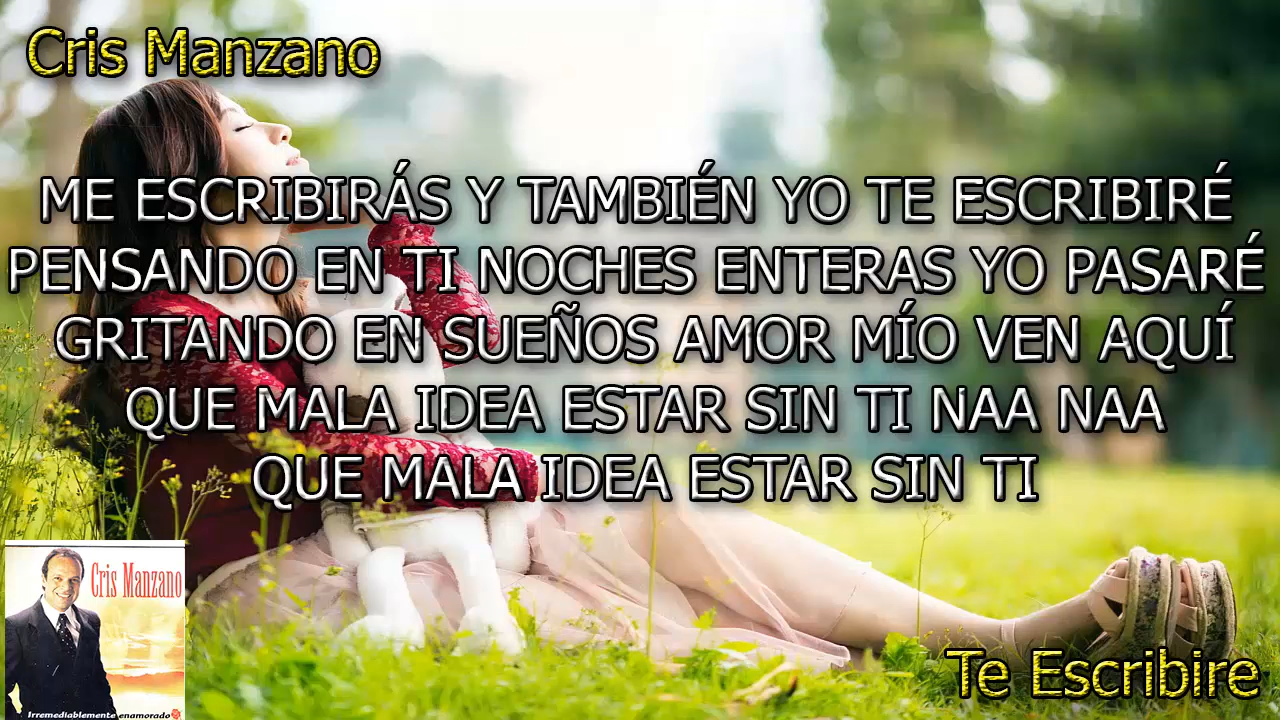 Cris Manzano
ME ESCRIBIRÁS Y TAMBIÉN YO TE ESCRIBIRÉ
PENSANDO EN TI NOCHES ENTERAS YO PASARÉ
GRITANDO EN SUEÑOS AMOR MÍO VEN AQUÍ
QUE MALA IDEA ESTAR SIN TI NAA NAA
QUE MALA IDEA ESTAR SIN TI
Cris Manzano
Irremediablemente enamorado
Te Escribire